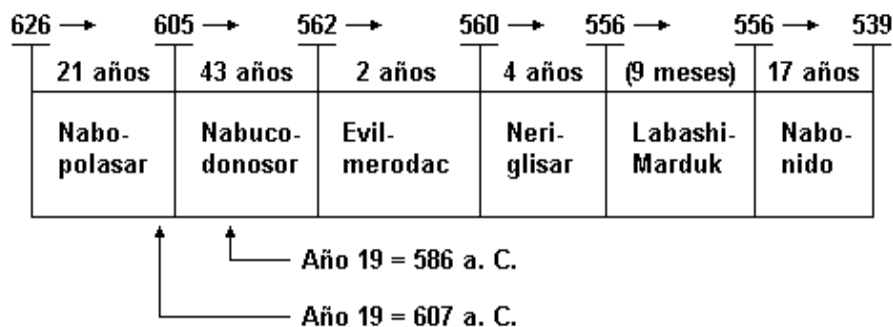 626 → 605 → 562 → 560 → 556 → 556 → 539
21 años 43 años 2 años 4 años (9 meses) 17 años
Nabo- Nabuco- Evil- Neri- Labashi- Nabo-
polasar donosor merodac glisar Marduk nido
Año 19 = 586 a. C.
Año 19 = 607 a. C.